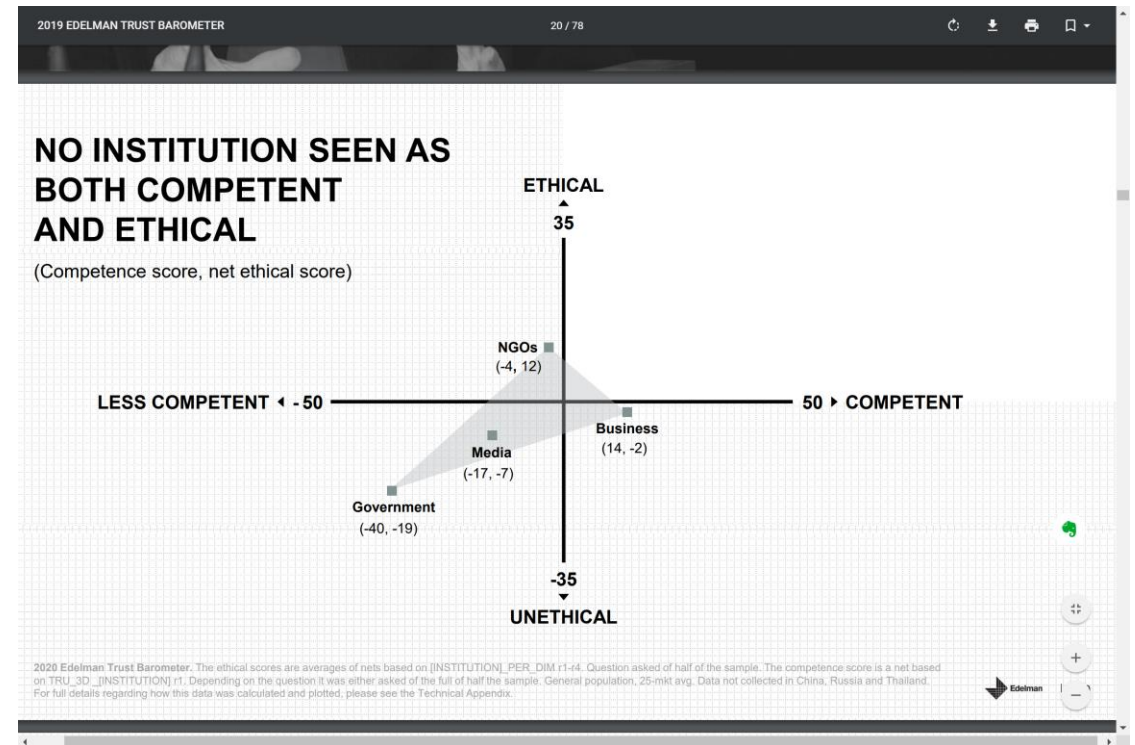 2019 EDELMAN TRUST BAROMETER
20 / 78
NO INSTITUTION SEEN AS
BOTH COMPETENT
AND ETHICAL
(Competence score, net ethical score)
ETHICAL
35
NGOs
(-4, 12)
LESS COMPETENT
- 50
50
COMPETENT
Business
(14, -2)
Media
(-17, -7)
Government
(-40, -19)
-35
UNETHICAL
2020 Edelman Trust Barometer. The ethical scores are averages of nets based on [INSTITUTION]_PER_DIM r1-r4. Question asked of half of the sample. The competence score is a net based
on TRU_3D_[INSTITUTION] r1. Depending on the question it was either asked of the full of half the sample. General population, 25-mkt avg. Data not collected in China, Russia and Thailand.
For full details regarding how this data was calculated and plotted, please see the Technical Appendix.
Edelman